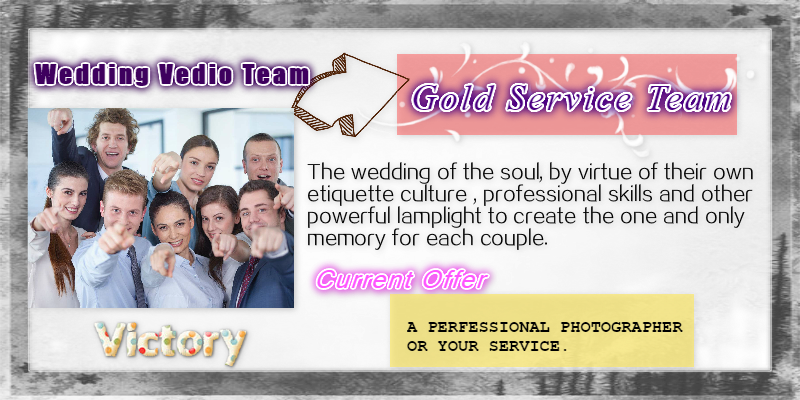 Wedding Vedio Team
Gold Service Team
The wedding of the soul, by virtue of their own
etiquette culture , professional skills and other
powerful lamplight to create the one and only
memory for each couple.
Current Offer
A PERFESSIONAL PHOTOGRAPHER
OR YOUR SERVICE.
Victory